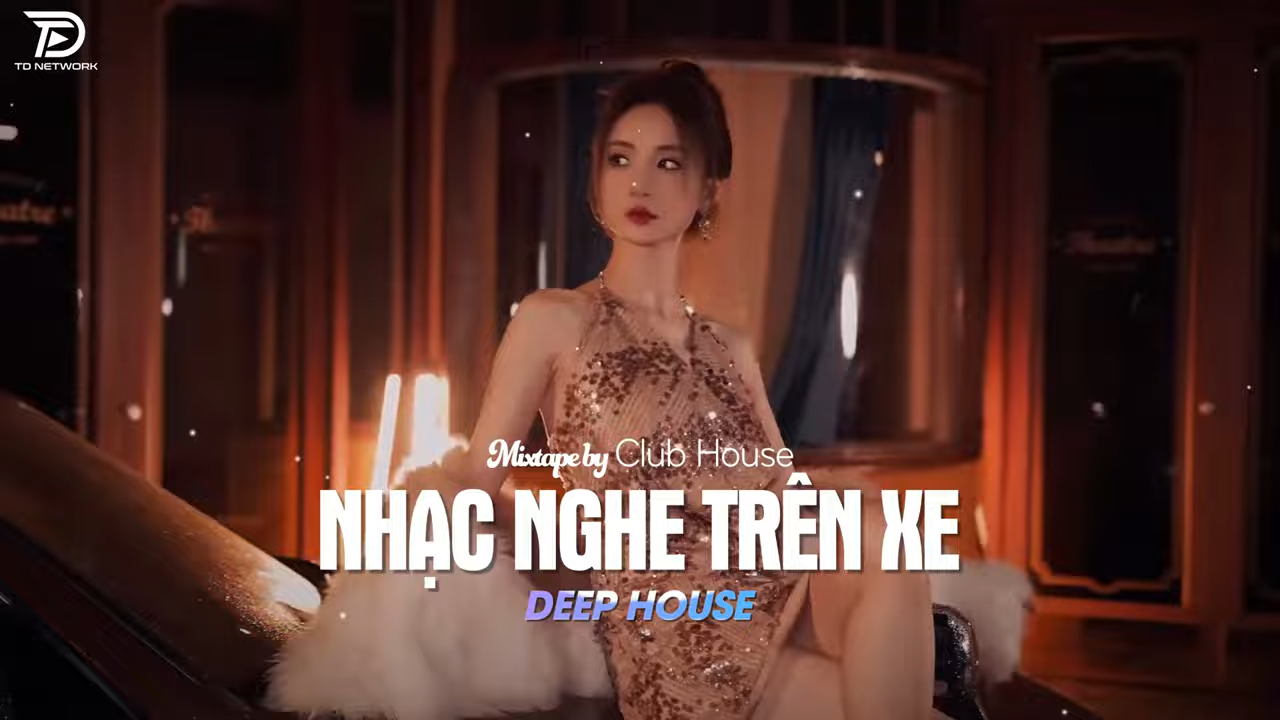 TD NETWORK
Mixtape by Club House
NHẠC NGHE TRÊN XE
DEEP HOUSE